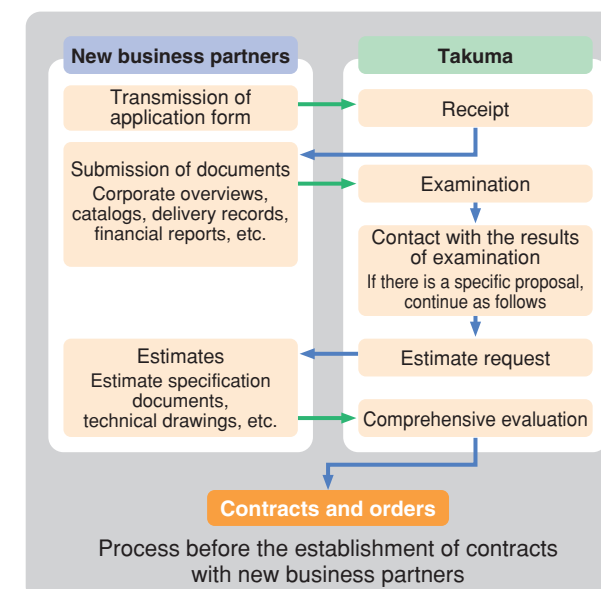 New business partners
Takuma
Transmission of
application form
Receipt
Submission of documents
Corporate overviews,
catalogs, delivery records,
financial reports, etc.
Examination
Contact with the results
of examination
If there is a specific proposal,
continue as follows
Estimates
Estimate specification
documents,
technical drawings, etc.
Estimate request
Comprehensive evaluation
Contracts and orders
Process before the establishment of contracts
with new business partners